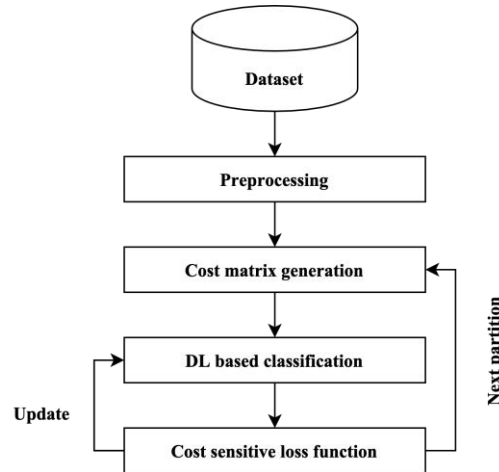 Dataset
Preprocessing
Cost matrix generation
DL based classification
Update
Next partition
Cost sensitive loss function